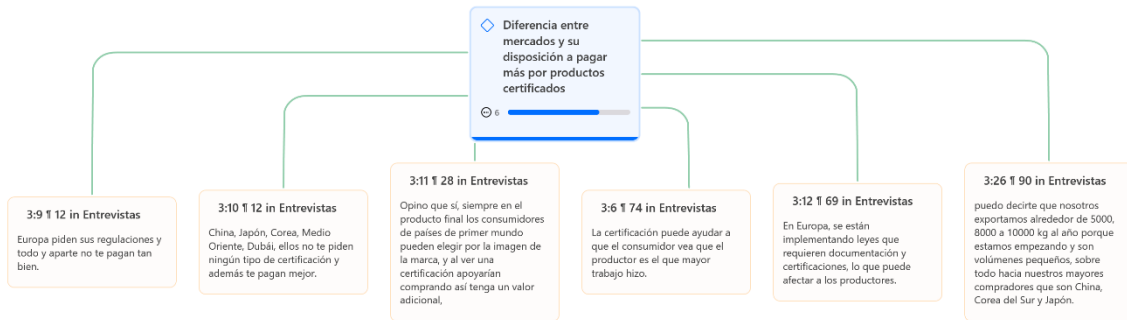 Diferencia entre
mercados y su
disposición a pagar
más por productos
certificados
6
3:9 ¶ 12 in Entrevistas
Europa piden sus regulaciones y
todo y aparte no te pagan tan
bien.
3:10 ¶ 12 in Entrevistas
China, Japón, Corea, Medio
Oriente, Dubái, ellos no te piden
ningún tipo de certificación y
además te pagan mejor.
3:11 ¶ 28 in Entrevistas
Opino que sí, siempre en el
producto final los consumidores
de países de primer mundo
pueden elegir por la imagen de
la marca, y al ver una
certificación apoyarían
comprando así tenga un valor
adicional,
3:6 ¶ 74 in Entrevistas
La certificación puede ayudar a
que el consumidor vea que el
productor es el que mayor
trabajo hizo.
3:12 ¶ 69 in Entrevistas
En Europa, se están
implementando leyes que
requieren documentación y
certificaciones, lo que puede
afectar a los productores.
3:26 ¶ 90 in Entrevistas
puedo decirte que nosotros
exportamos alrededor de 5000,
8000 a 10000 kg al año porque
estamos empezando y son
volúmenes pequeños, sobre
todo hacia nuestros mayores
compradores que son China,
Corea del Sur y Japón.